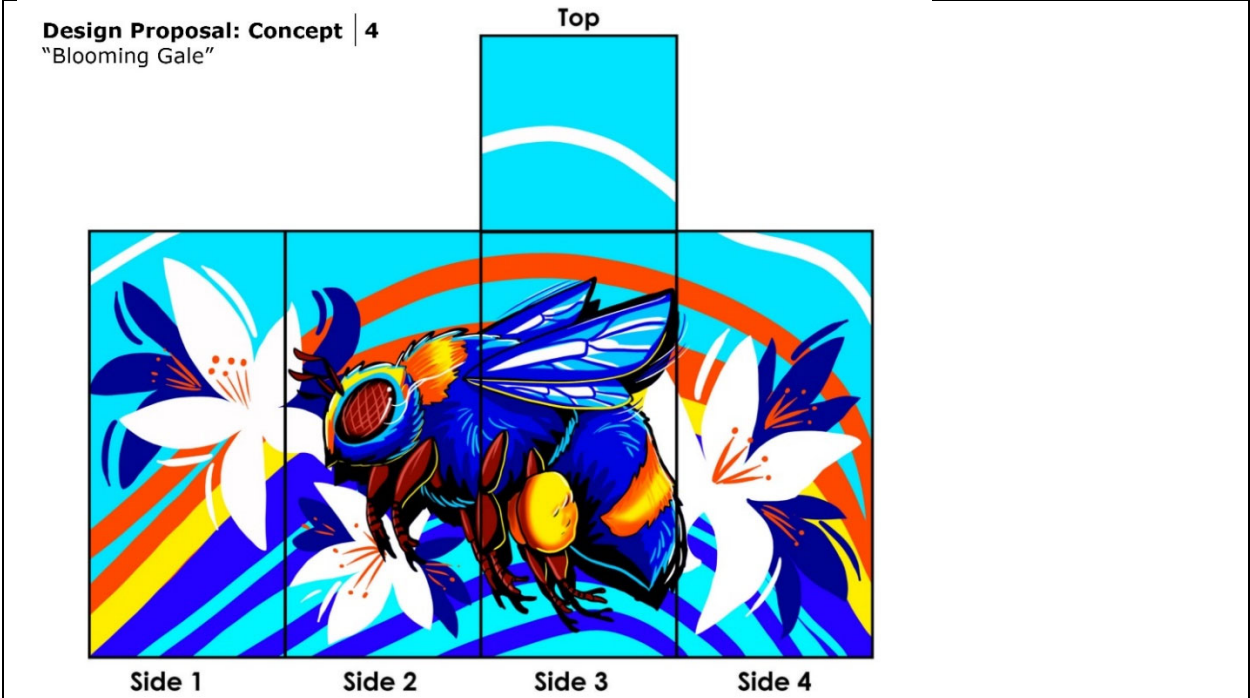 Design Proposal: Concept | 4
“Blooming Gale”
Top
Side 1
Side 2
Side 3
Side 4